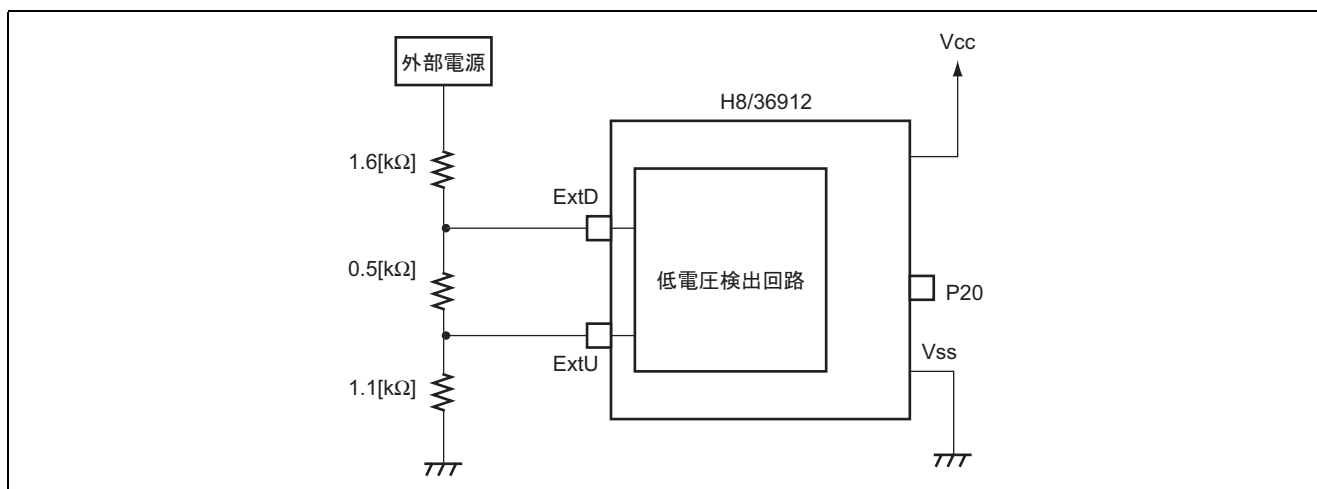 外部電源
Vcc
H8/36912
1.6[kΩ]
ExtD
0.5[kΩ]
低電圧検出回路
P20
ExtU
Vss
1.1[kΩ]